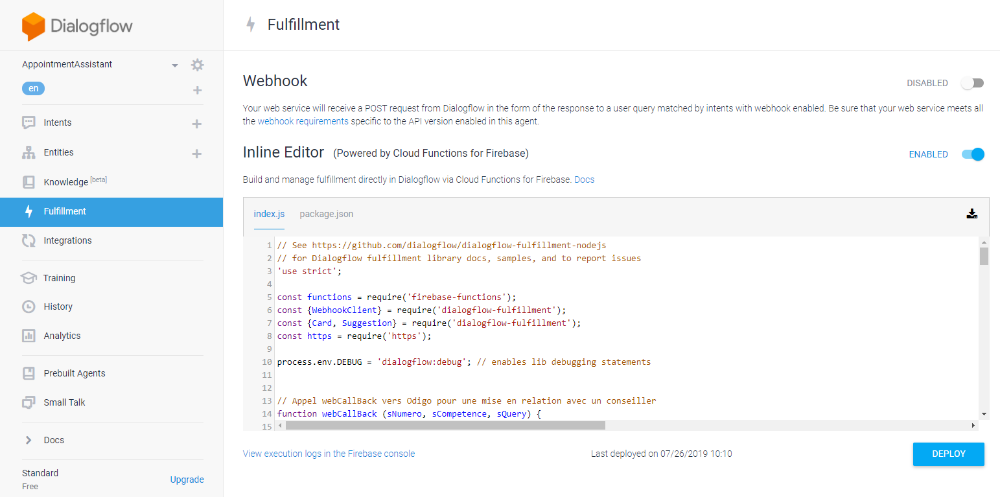 Dialogflow
AppointmentAssistant
en
Intents
Entities
Knowledge [beta]
Fulfillment
Integrations
Training
History
Analytics
Prebuilt Agents
Small Talk
Docs
Standard
Free
Upgrade
Fulfillment
Webhook
DISABLED
Your web service will receive a POST request from Dialogflow in the form of the response to a user query matched by intents with webhook enabled. Be sure that your web service meets all
the webhook requirements specific to the API version enabled in this agent.
Inline Editor (Powered by Cloud Functions for Firebase)
ENABLED
Build and manage fulfillment directly in Dialogflow via Cloud Functions for Firebase. Docs
index.js package.json
1 // See https://github.com/dialogflow/dialogflow-fulfillment-nodejs
2 // for Dialogflow fulfillment library docs, samples, and to report issues
3 'use strict';
4
5 const functions = require('firebase-functions');
6 const {WebhookClient} = require('dialogflow-fulfillment');
7 const {Card, Suggestion} = require('dialogflow-fulfillment');
8 const https = require('https');
9
10 process.env.DEBUG = 'dialogflow:debug'; // enables lib debugging statements
11
12
13 // Appel webCallBack vers Odigo pour une mise en relation avec un conseiller
14 function webCallBack (sNumero, sCompetence, sQuery) {
15
View execution logs in the Firebase console
Last deployed on 07/26/2019 10:10
DEPLOY